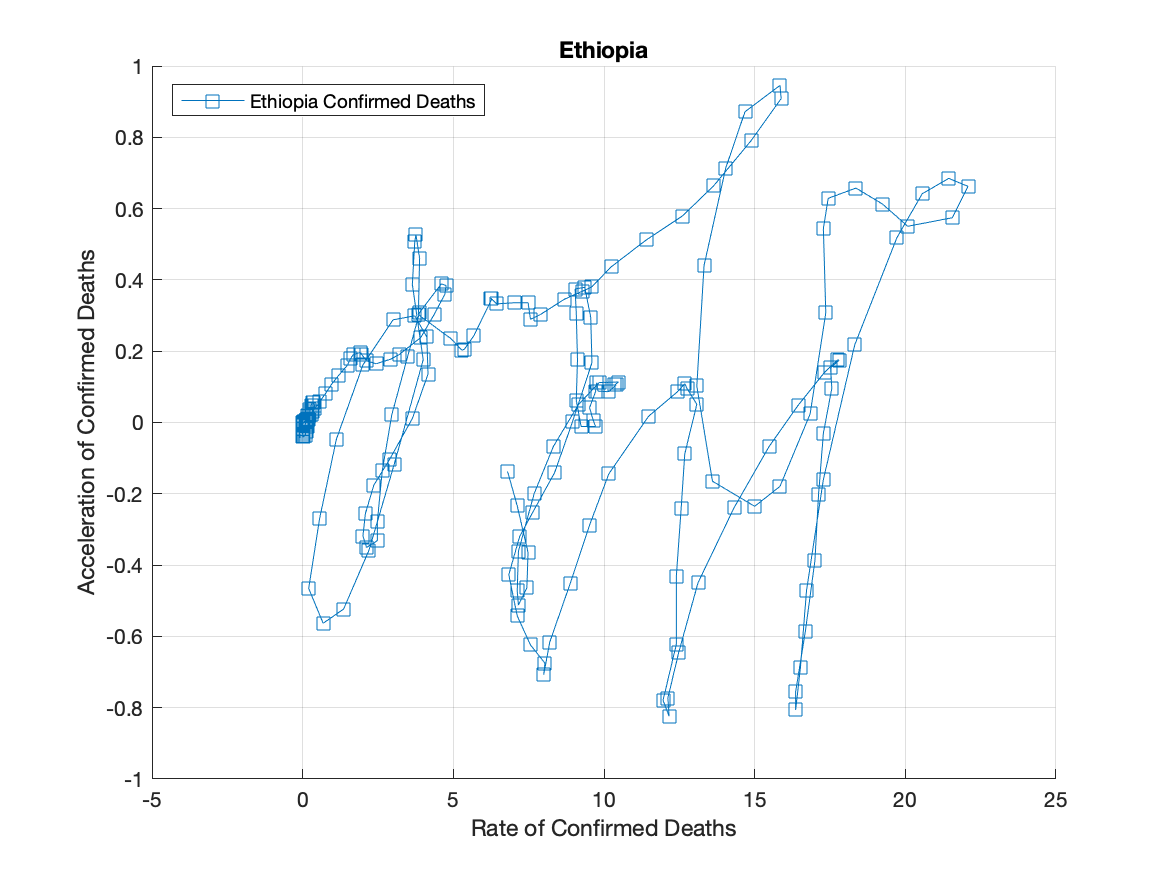 Ethiopia
Ethiopia Confirmed Deaths
1
0.8
0.6
0.4
0.2
0
-0.2
-0.4
-0.6
-0.8
-1
Acceleration of Confirmed Deaths
-5 0 5 10 15 20 25
Rate of Confirmed Deaths